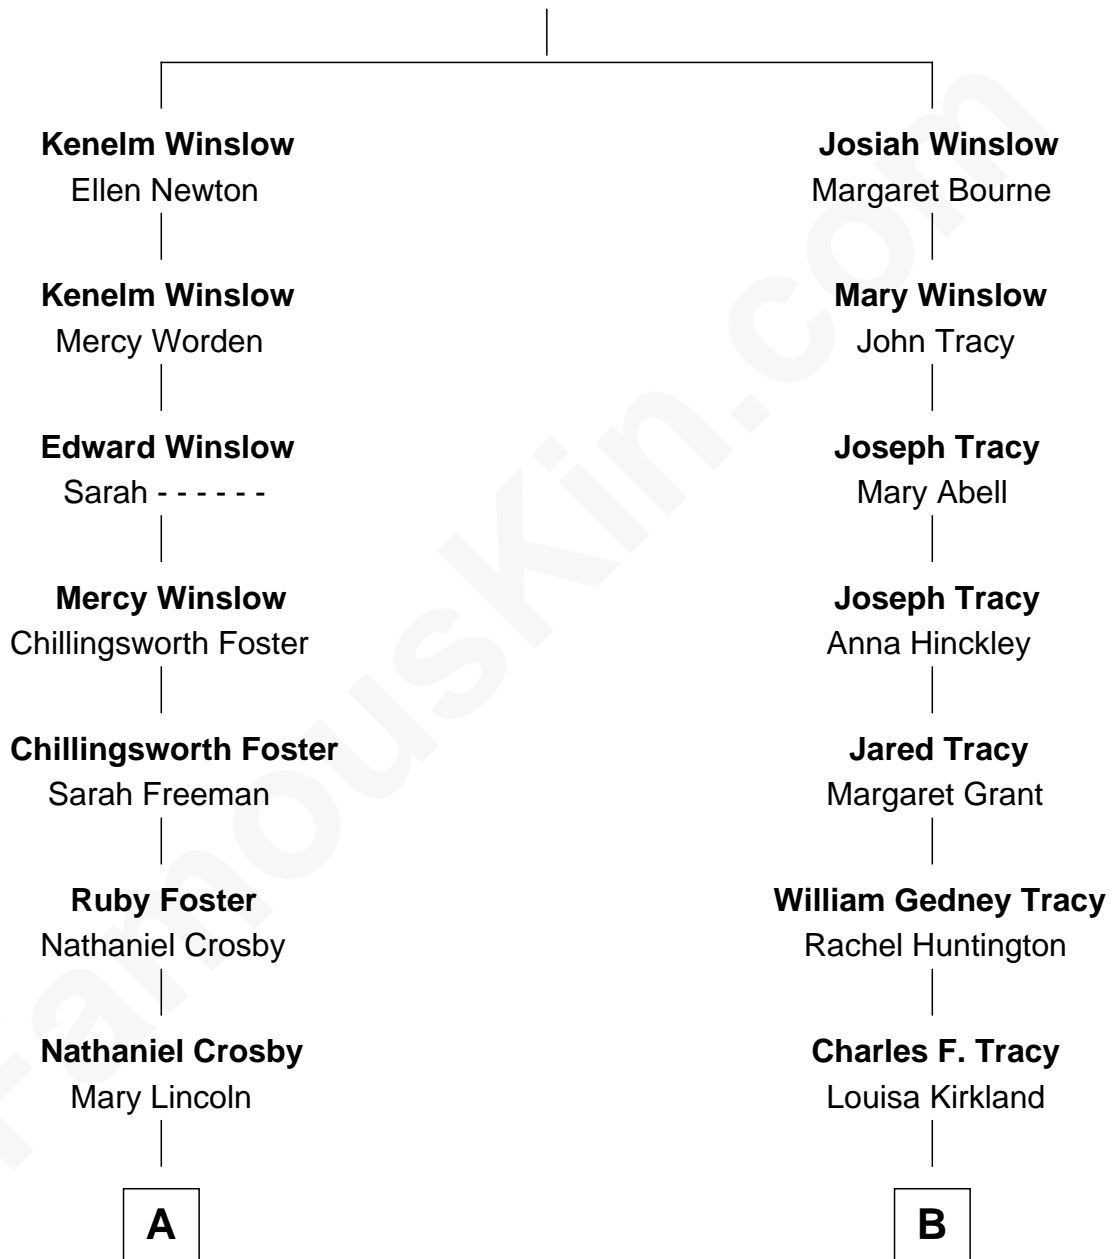 Kenelm Winslow
Ellen Newton
Kenelm Winslow
Mercy Worden
Edward Winslow
Sarah - - - - - -
Mercy Winslow
Chillingsworth Foster
Chillingsworth Foster
Sarah Freeman
Ruby Foster
Nathaniel Crosby
Nathaniel Crosby
Mary Lincoln
A
Josiah Winslow
Margaret Bourne
Mary Winslow
John Tracy
Joseph Tracy
Mary Abell
Joseph Tracy
Anna Hinckley
Jared Tracy
Margaret Grant
William Gedney Tracy
Rachel Huntington
Charles F. Tracy
Louisa Kirkland
B
FamousKin.com